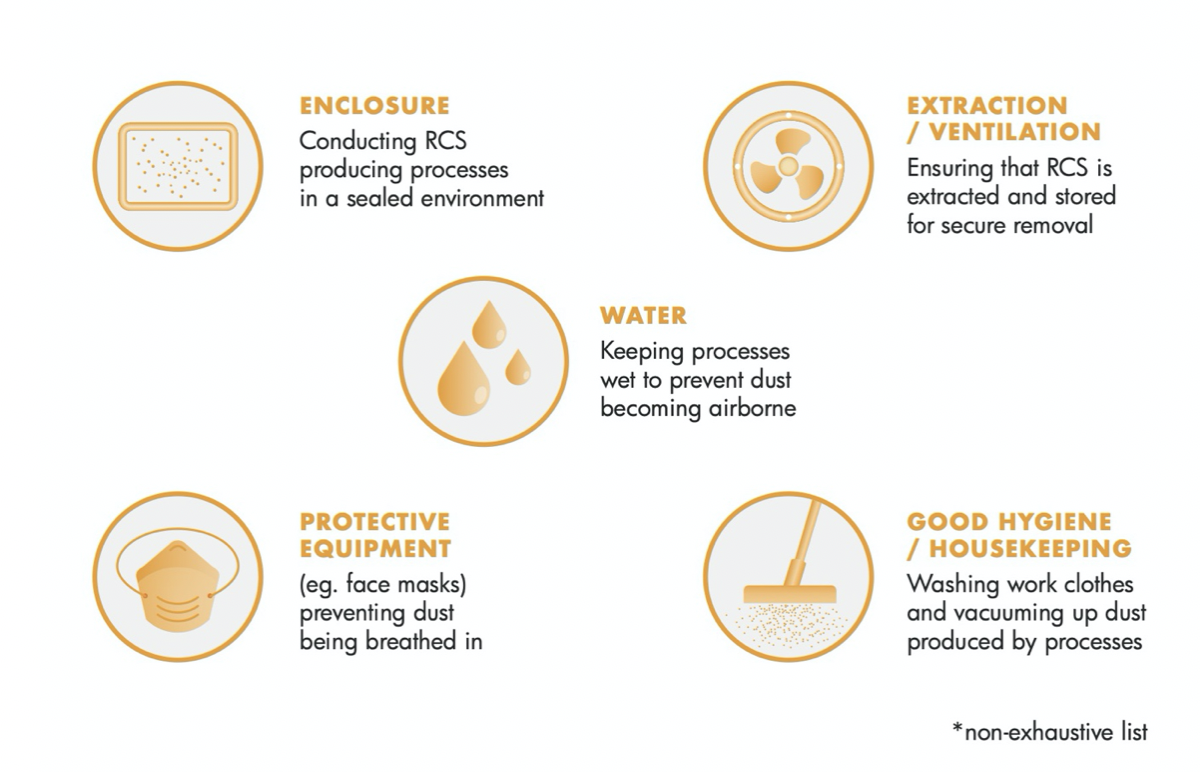 ENCLOSURE
Conducting RCS
producing processes
in a sealed environment
EXTRACTION
/ VENTILATION
Ensuring that RCS is
extracted and stored
for secure removal
WATER
Keeping processes
wet to prevent dust
becoming airborne
PROTECTIVE
EQUIPMENT
(eg. face masks)
preventing dust
being breathed in
GOOD HYGIENE
/ HOUSEKEEPING
Washing work clothes
and vacuuming up dust
produced by processes
*non-exhaustive list